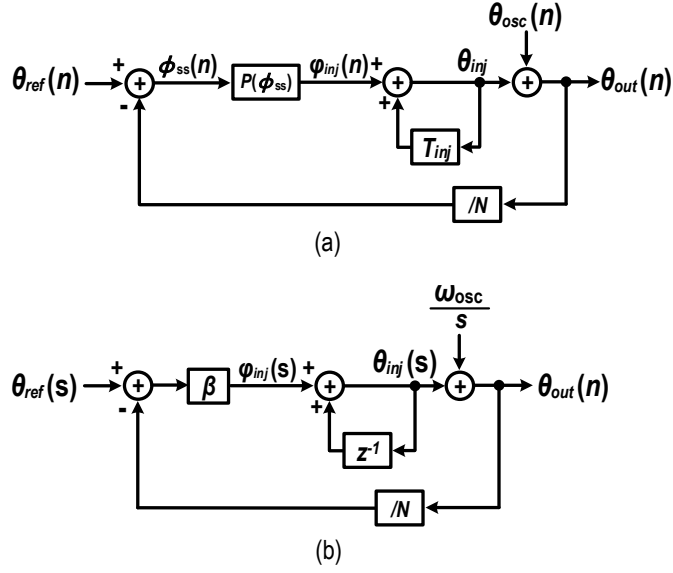 θosc(n)
θref(n) + - + ϕss(n) P(ϕss) φinj(n) + + + θinj + θout(n)
Tinj
/N
(a)
ωosc
s
θref(s) + - + β φinj(s) + + + θinj(s) + θout(n)
z-1
/N
(b)